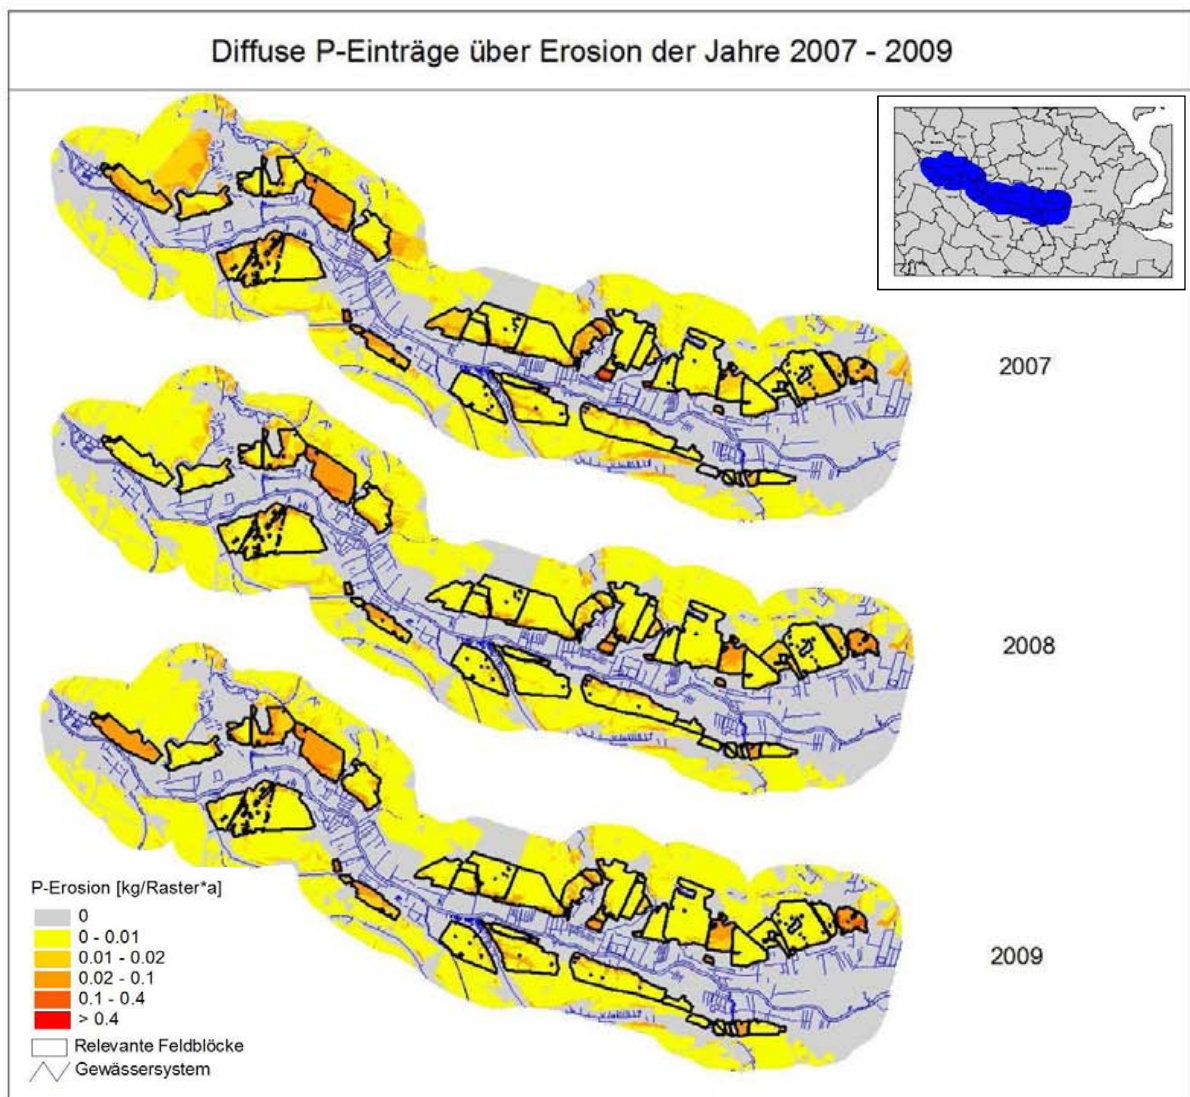 Diffuse P-Einträge über Erosion der Jahre 2007 - 2009
2007
2008
2009
P-Erosion [kg/Raster*a]
0
0 - 0.01
0.01 - 0.02
0.02 - 0.1
0.1 - 0.4
> 0.4
Relevante Feldblöcke
Gewässersystem